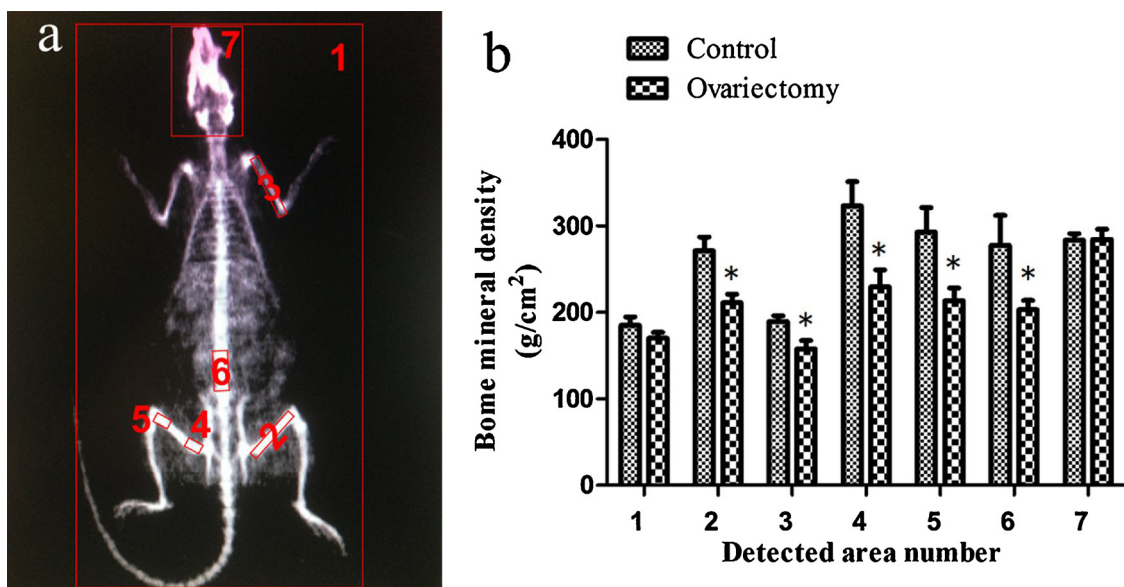 a
7
1
3
6
5
4
2
b
Control
Ovariectomy
Bome mineral density
(g/cm²)
400
300
200
100
0
*
*
*
*
*
1 2 3 4 5 6 7
Detected area number